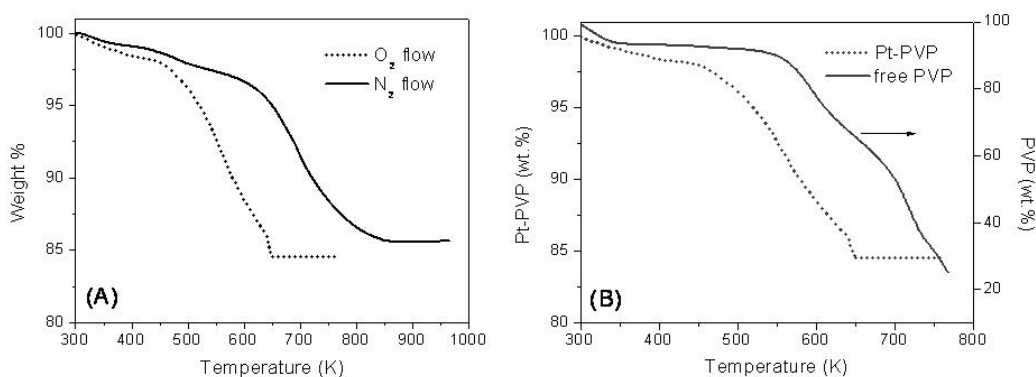 100
95
90
85
80
Weight %
O2 flow
N2 flow
(A)
300 400 500 600 700 800 900 1000
Temperature (K)
100
95
90
85
80
Pt-PVP (wt.%)
Pt-PVP
free PVP
(B)
100
80
60
40
20
PVP (wt.%)
300 400 500 600 700 800
Temperature (K)